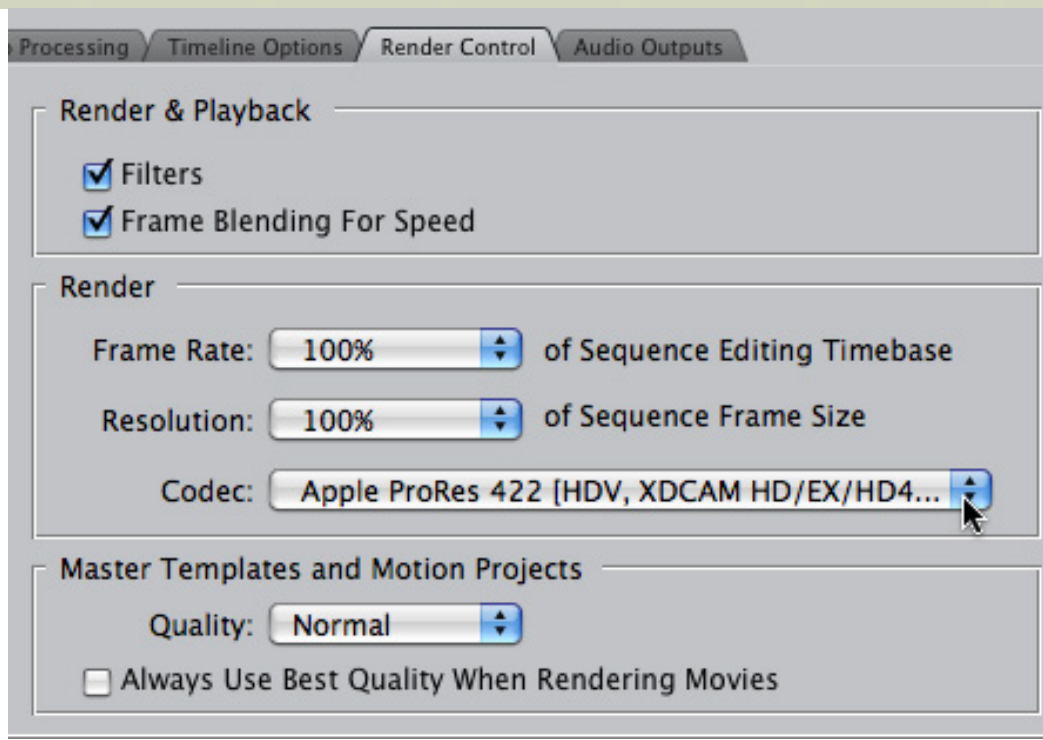 Processing Timeline Options Render Control Audio Outputs
Render & Playback
Filters
Frame Blending For Speed
Render
Frame Rate: 100% of Sequence Editing Timebase
Resolution: 100% of Sequence Frame Size
Codec: Apple ProRes 422 (HDV, XDCAM HD/EX/HD4...
Master Templates and Motion Projects
Quality: Normal
Always Use Best Quality When Rendering Movies